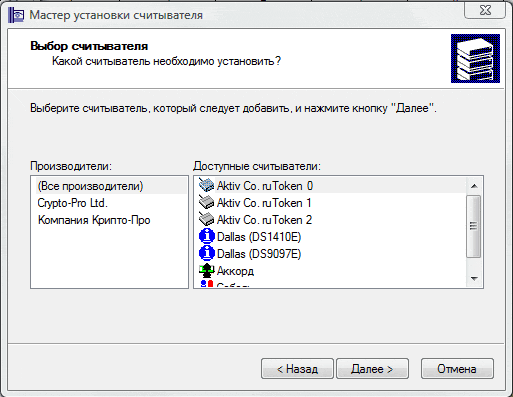 Мастер установки считывателя
Выбор считывателя
Какой считыватель необходимо установить?
Выберите считыватель, который следует добавить, и нажмите кнопку "Далее".
Производители:
(Все производители)
Crypto-Pro Ltd.
Компания Крипто-Про
Доступные считыватели:
Aktiv Co. ruToken 0
Aktiv Co. ruToken 1
Aktiv Co. ruToken 2
Dallas (DS1410E)
Dallas (DS9097E)
Аккорд
< Назад
Далее >
Отмена